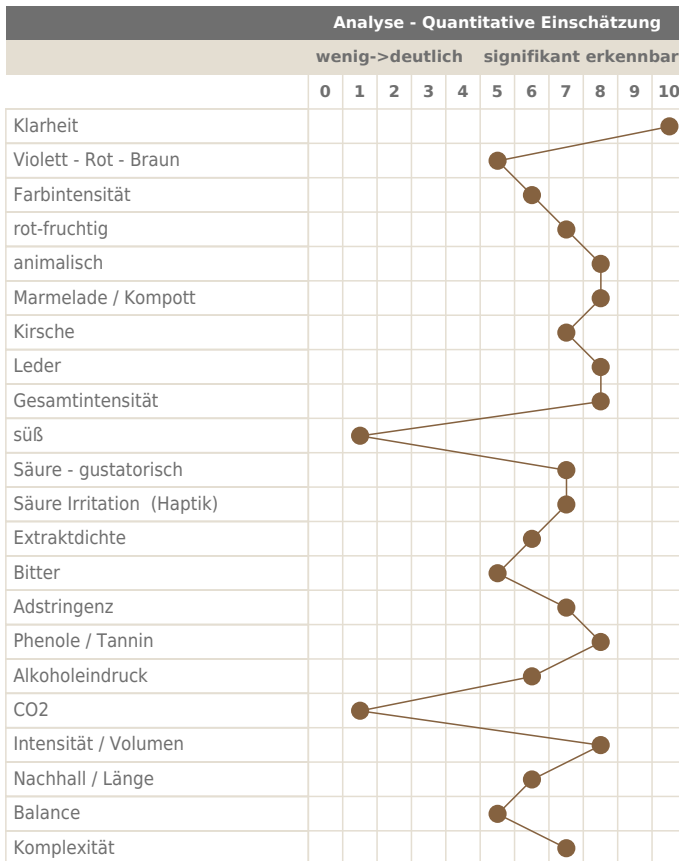 Analyse - Quantitative Einschätzung
wenig->deutlich signifikant erkennbar
0 1 2 3 4 5 6 7 8 9 10
Klarheit
Violett - Rot - Braun
Farbintensität
rot-fruchtig
animalisch
Marmelade / Kompott
Kirsche
Leder
Gesamtintensität
süß
Säure - gustatorisch
Säure Irritation (Haptik)
Extraktdichte
Bitter
Adstringenz
Phenole / Tannin
Alkoholeindruck
CO2
Intensität / Volumen
Nachhall / Länge
Balance
Komplexität